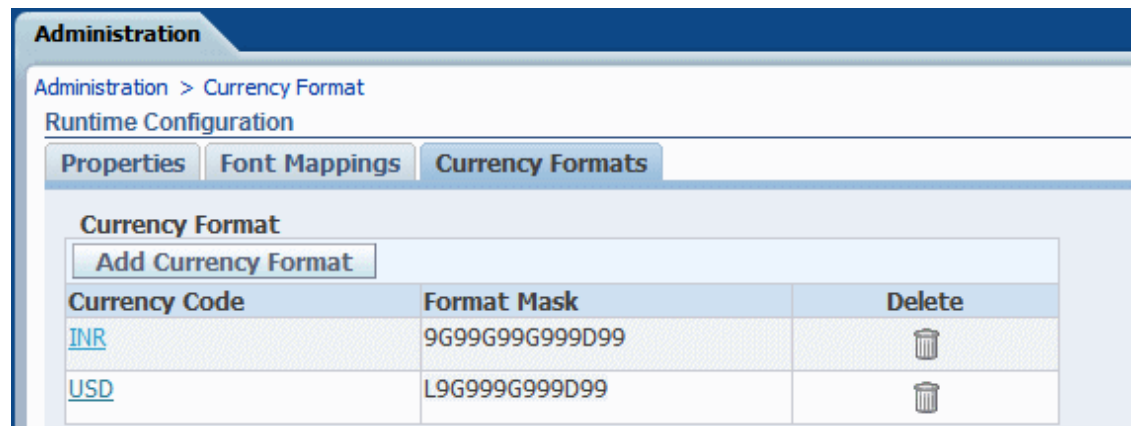 Administration
Administration > Currency Format
Runtime Configuration
Properties Font Mappings Currency Formats
Currency Format
Add Currency Format
Currency Code Format Mask Delete
INR 9G99G99G999D99
USD L9G999G999D99